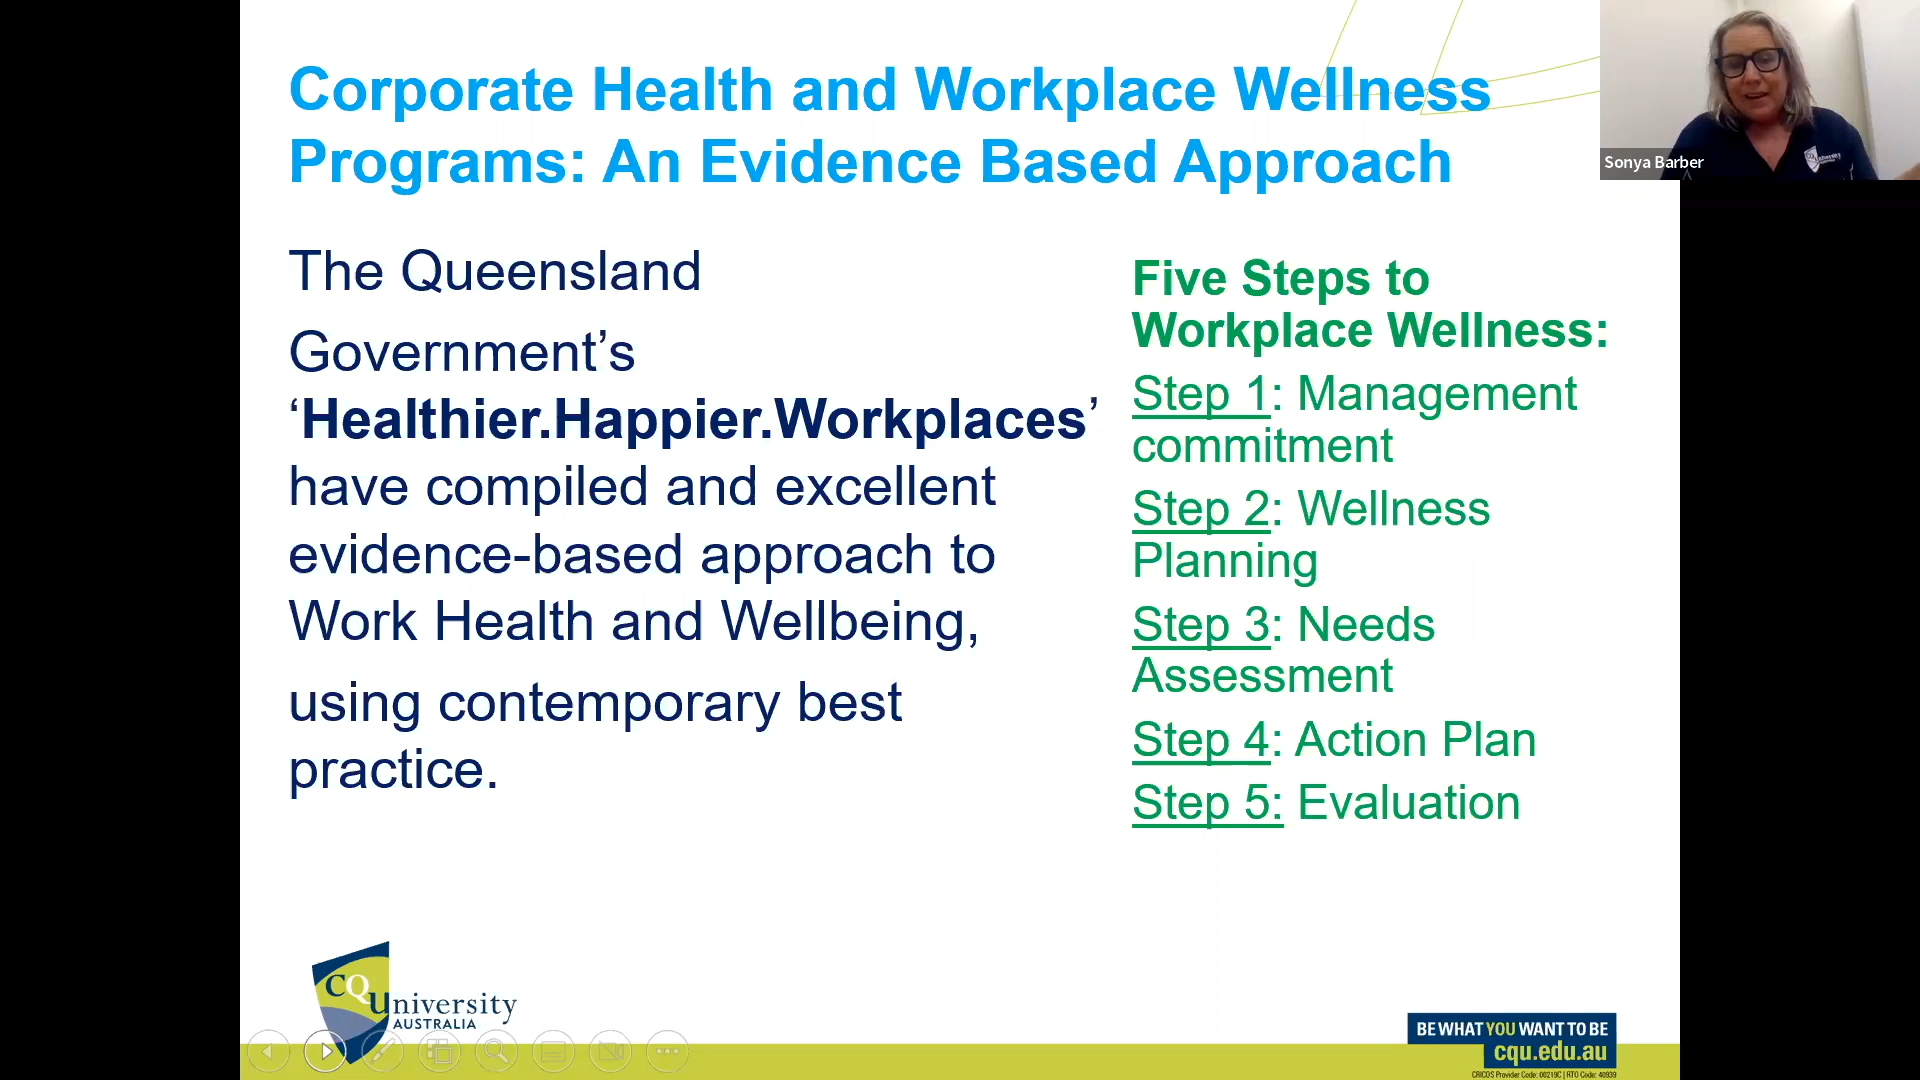 Corporate Health and Workplace Wellness
Programs: An Evidence Based Approach
Sonya Barber
The Queensland
Government’s
‘Healthier.Happier.Workplaces’
have compiled and excellent
evidence-based approach to
Work Health and Wellbeing,
using contemporary best
practice.
Five Steps to
Workplace Wellness:
Step 1: Management
commitment
Step 2: Wellness
Planning
Step 3: Needs
Assessment
Step 4: Action Plan
Step 5: Evaluation
CQUniversity
AUSTRALIA
BE WHAT YOU WANT TO BE
cqu.edu.au
CRICOS Provider Code: 00219C | RTO Code: 40939